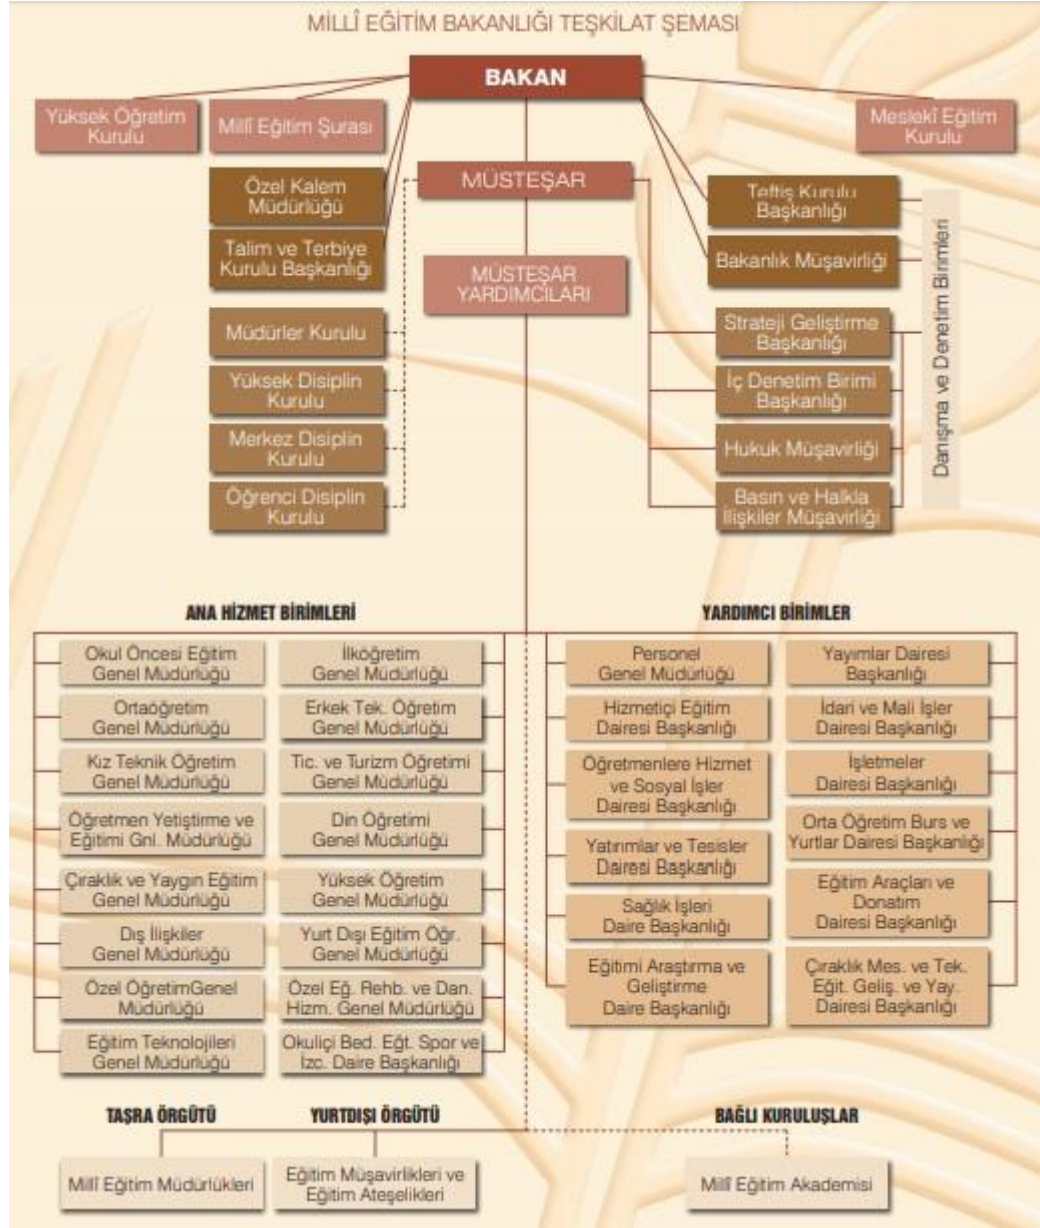 MİLLÎ EĞİTİM BAKANLIĞI TEŞKİLAT ŞEMASI
BAKAN
Yüksek Öğretim
Kurulu
Millî Eğitim Şurası
Meslekî Eğitim
Kurulu
Özel Kalem
Müdürlüğü
MÜSTEŞAR
Teftiş Kurulu
Başkanlığı
Talim ve Terbiye
Kurulu Başkanlığı
MÜSTEŞAR
YARDIMCILARI
Bakanlık Müşavirliği
Müdürler Kurulu
Strateji Geliştirme
Başkanlığı
Yüksek Disiplin
Kurulu
İç Denetim Birimi
Başkanlığı
Merkez Disiplin
Kurulu
Hukuk Müşavirliği
Öğrenci Disiplin
Kurulu
Basın ve Halkla
İlişkiler Müşavirliği
Danışma ve Denetim Birimleri
ANA HİZMET BİRİMLERİ
Okul Öncesi Eğitim
Genel Müdürlüğü
İlköğretim
Genel Müdürlüğü
Ortaöğretim
Genel Müdürlüğü
Erkek Tek. Öğretim
Genel Müdürlüğü
Kız Teknik Öğretim
Genel Müdürlüğü
Tic. ve Turizm Öğretimi
Genel Müdürlüğü
Öğretmen Yetiştirme ve
Eğitimi Gnl. Müdürlüğü
Din Öğretimi
Genel Müdürlüğü
Çıraklık ve Yaygın Eğitim
Genel Müdürlüğü
Yüksek Öğretim
Genel Müdürlüğü
Dış İlişkiler
Genel Müdürlüğü
Yurt Dışı Eğitim Öğr.
Genel Müdürlüğü
Özel ÖğretimGenel
Müdürlüğü
Özel Eğ. Rehb. ve Dan.
Hizm. Genel Müdürlüğü
Eğitim Teknolojileri
Genel Müdürlüğü
Okuliçi Bed. Eğt. Spor ve
İzc. Daire Başkanlığı
YARDIMCI BİRİMLER
Personel
Genel Müdürlüğü
Yayımlar Dairesi
Başkanlığı
Hizmetiçi Eğitim
Dairesi Başkanlığı
İdari ve Mali İşler
Dairesi Başkanlığı
Öğretmenlere Hizmet
ve Sosyal İşler
Dairesi Başkanlığı
İşletmeler
Dairesi Başkanlığı
Yatırımlar ve Tesisler
Dairesi Başkanlığı
Orta Öğretim Burs ve
Yurtlar Dairesi Başkanlığı
Sağlık İşleri
Daire Başkanlığı
Eğitim Araçları ve
Donatım
Dairesi Başkanlığı
Eğitimi Araştırma ve
Geliştirme
Daire Başkanlığı
Çıraklık Mes. ve Tek.
Eğit. Geliş. ve Yay.
Dairesi Başkanlığı
TAŞRA ÖRGÜTÜ
YURTDIŞI ÖRGÜTÜ
BAĞLI KURULUŞLAR
Millî Eğitim Müdürlükleri
Eğitim Müşavirlikleri ve
Eğitim Ateşelikleri
Millî Eğitim Akademisi